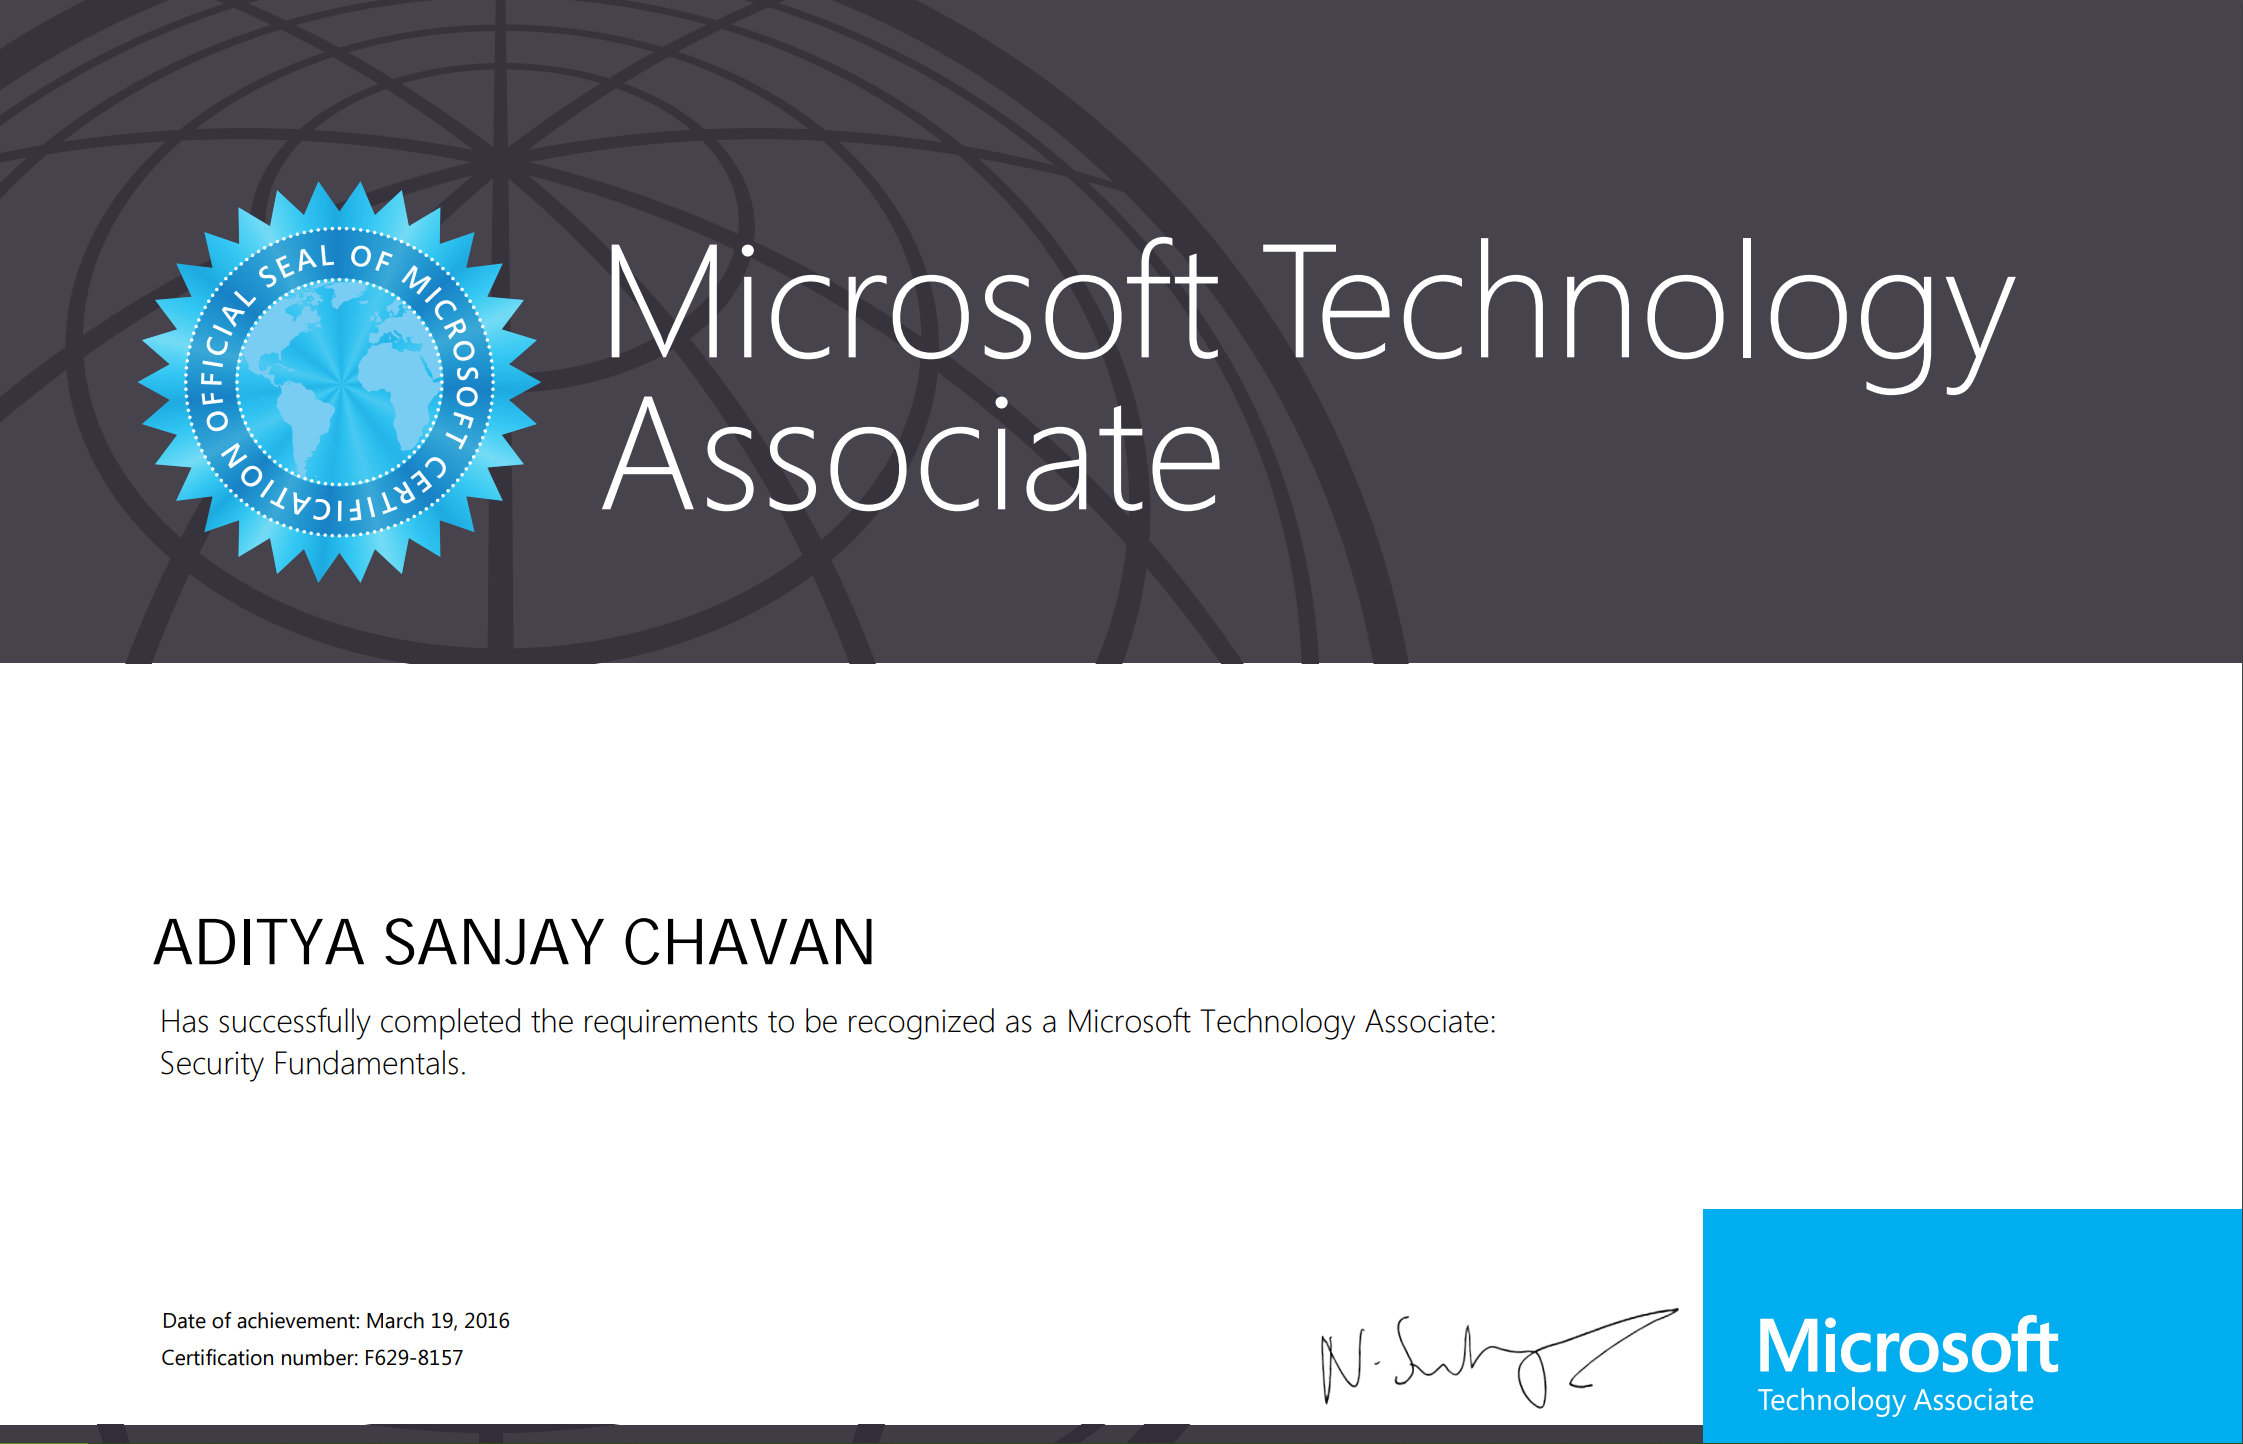 OFFICIAL SEAL OF MICROSOFT CERTIFICATION
Microsoft Technology
Associate
ADITYA SANJAY CHAVAN
Has successfully completed the requirements to be recognized as a Microsoft Technology Associate:
Security Fundamentals.
Date of achievement: March 19, 2016
Certification number: F629-8157
Microsoft
Technology Associate